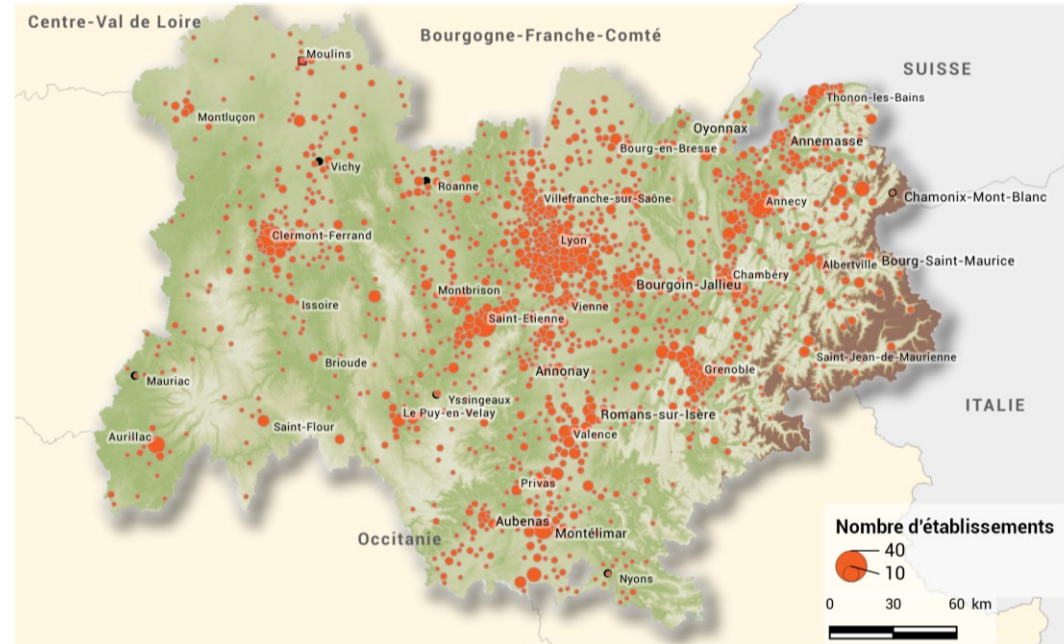 Centre-Val de Loire
Bourgogne-Franche-Comté
SUISSE
Moulins
Thonon-les-Bains
Montluçon
Oyonnax
Annemasse
Bourg-en-Bresse
Vichy
Roanne
Villefranche-sur-Saône
Annecy
Chamonix-Mont-Blanc
Clermont-Ferrand
Lyon
Bourg-Saint-Maurice
Albertville
Chambéry
Bourgoin-Jallieu
Montbrison
Issoire
Vienne
Saint-Etienne
Saint-Jean-de-Maurienne
Brioude
Annonay
Grenoble
Mauriac
Yssingeaux
ITALIE
Le Puy-en-Velay
Romans-sur-Isère
Saint-Flour
Valence
Aurillac
Privas
Aubenas
Montélimar
Occitanie
Nyons
Nombre d'établissements
40
10
0 30 60 km